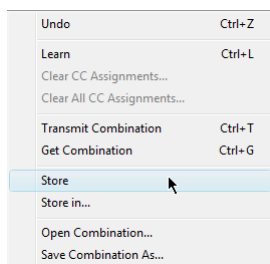 Undo Ctrl+Z
Learn Ctrl+L
Clear CC Assignments...
Clear All CC Assignments...
Transmit Combination Ctrl+T
Get Combination Ctrl+G
Store
Store in...
Open Combination...
Save Combination As...